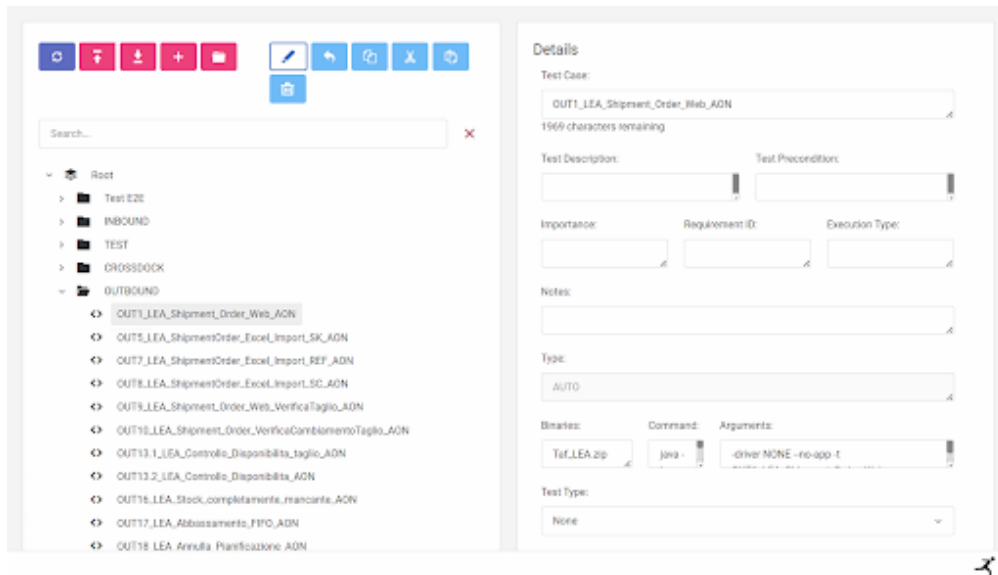 Search...
Root
Test E2E
INBOUND
TEST
CROSSDOCK
OUTBOUND
OUT1_LEA_Shipment_Order_Web_AON
OUT5_LEA_ShipmentOrder_Excel_Import_SK_AON
OUT7_LEA_ShipmentOrder_Excel_Import_REF_AON
OUT8_LEA_ShipmentOrder_Excel_Import_SC_AON
OUT9_LEA_Shipment_Order_Web_VerificaTaglio_AON
OUT10_LEA_Shipment_Order_VerificaCambiamentoTaglio_AON
OUT13.1_LEA_Controllo_Disponibilita_taglio_AON
OUT13.2_LEA_Controllo_Disponibilita_AON
OUT16_LEA_Stock_completamente_mancante_AON
OUT17_LEA_Abbassamento_FIFO_AON
OUT18_LEA_Annulla_Pianificazione_AON
Details
Test Case:
OUT1_LEA_Shipment_Order_Web_AON
1969 characters remaining
Test Description: Test Precondition:
Importance: Requirement ID: Execution Type:
Notes:
Type:
AUTO
Binaries: Command: Arguments:
Taf_LEA.zip java - -driver NONE --no-app -t
Test Type:
None